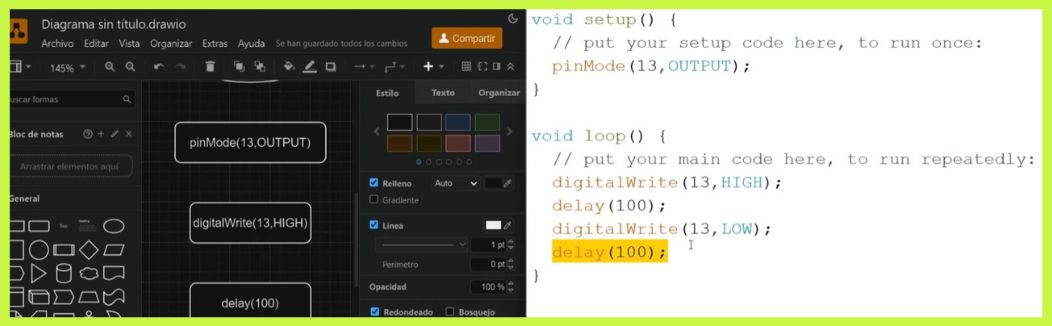 Diagrama sin título.drawio
Archivo Editar Vista Organizar Extras Ayuda Se han guardado todos los cambios
Compartir
145%
uscar formas
Bloc de notas
Arrastrar elementos aquí
General
Text
Heading
pinMode(13,OUTPUT)
digitalWrite(13,HIGH)
delay(100)
Estilo Texto Organizar
Relleno Auto
Gradiente
Línea
1 pt
Perímetro 0 pt
Opacidad 100 %
Redondeado Bosquejo
void setup() {
// put your setup code here, to run once:
pinMode(13,OUTPUT);
}
void loop() {
// put your main code here, to run repeatedly:
digitalWrite(13,HIGH);
delay(100);
digitalWrite(13,LOW);
delay(100);
}